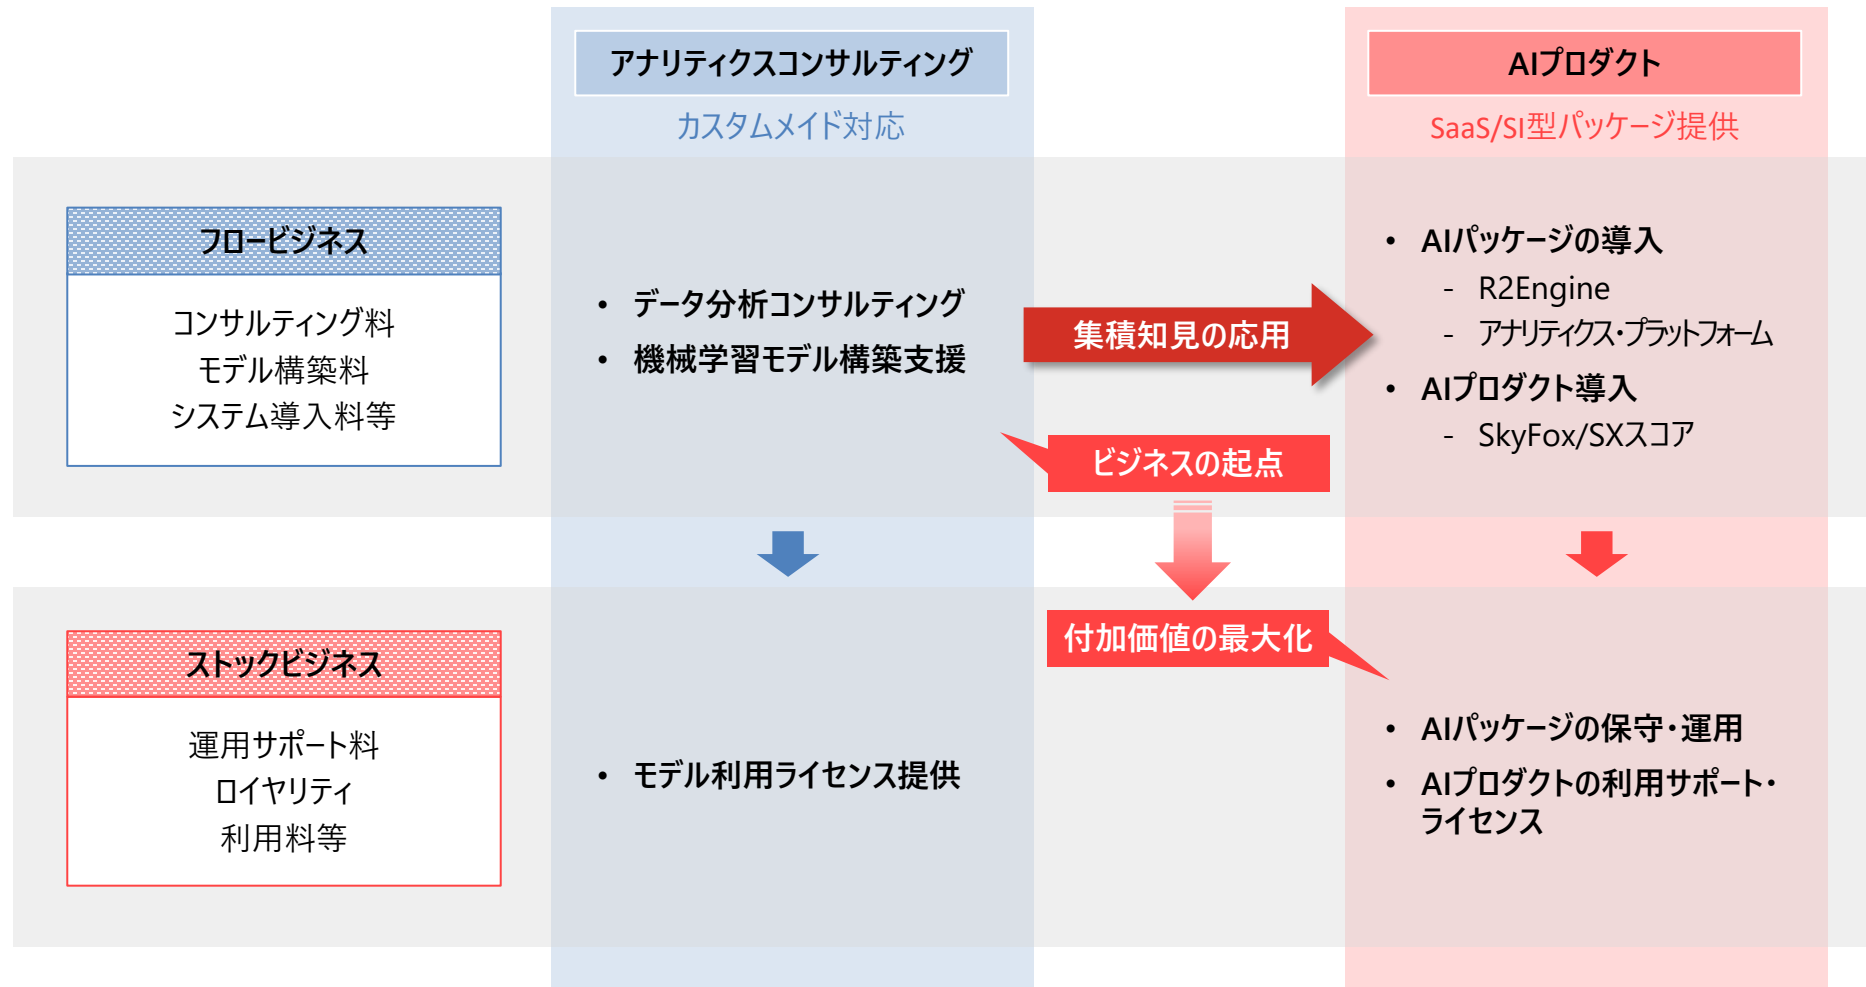 アナリティクスコンサルティング
カスタムメイド対応
AIプロダクト
SaaS/SI型パッケージ提供
フロービジネス
コンサルティング料
モデル構築料
システム導入料等
• データ分析コンサルティング
• 機械学習モデル構築支援
集積知見の応用
• AIパッケージの導入
- R2Engine
- アナリティクス・プラットフォーム
• AIプロダクト導入
- SkyFox/SXスコア
ビジネスの起点
付加価値の最大化
ストックビジネス
運用サポート料
ロイヤリティ
利用料等
• モデル利用ライセンス提供
• AIパッケージの保守・運用
• AIプロダクトの利用サポート・
ライセンス